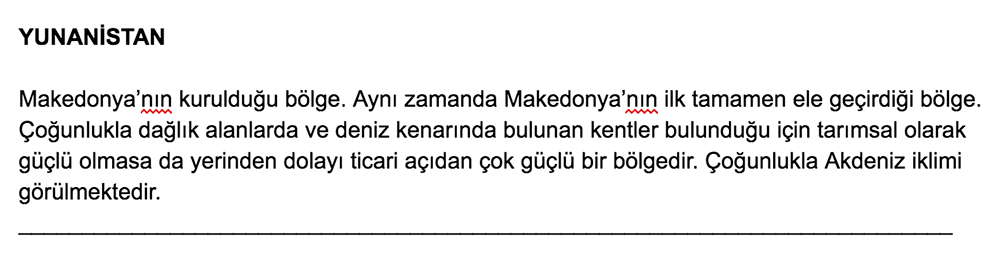 YUNANİSTAN
Makedonya’nın kurulduğu bölge. Aynı zamanda Makedonya’nın ilk tamamen ele geçirdiği bölge.
Çoğunlukla dağlık alanlarda ve deniz kenarında bulunan kentler bulunduğu için tarımsal olarak
güçlü olmasa da yerinden dolayı ticari açıdan çok güçlü bir bölgedir. Çoğunlukla Akdeniz iklimi
görülmektedir.